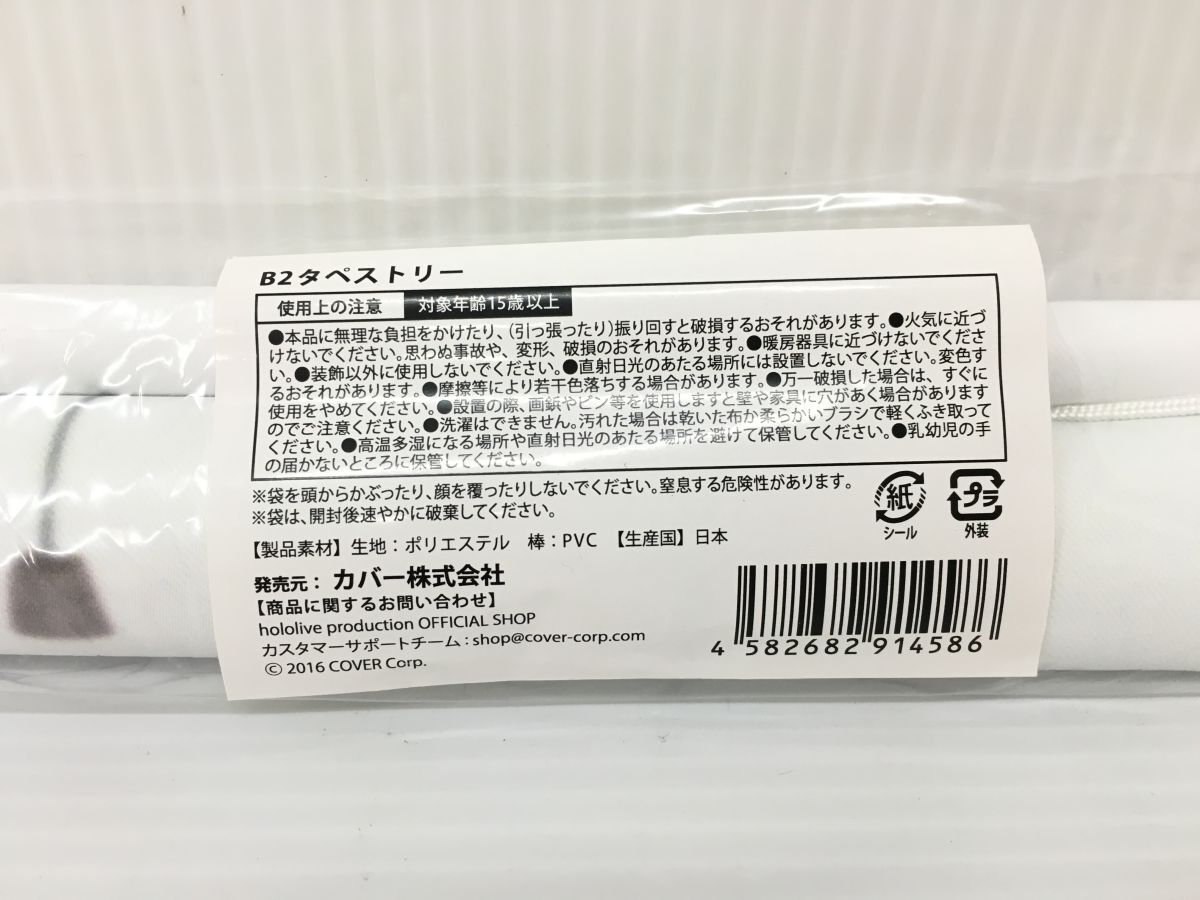 B2タペストリー
使用上の注意 対象年齢15歳以上
●本品に無理な負担をかけたり、(引っ張ったり)振り回すと破損するおそれがあります。●火気に近づ
けないでください。思わぬ事故や、変形、破損のおそれがあります。●暖房器具に近づけないでくださ
い。●装飾以外に使用しないでください。●直射日光のあたる場所には設置しないでください。変色す
るおそれがあります。●摩擦等により若干色落ちする場合があります。●万一破損した場合は、すぐに
使用をやめてください。●設置の際、画鋲やピン等を使用しますと壁や家具に穴があく場合があります
のでご注意ください。●洗濯はできません。汚れた場合は乾いた布か柔らかいブラシで軽くふき取って
ください。●高温多湿になる場所や直射日光のあたる場所を避けて保管してください。●乳幼児の手
の届かないところに保管してください。
※袋を頭からかぶったり、顔を覆ったりしないでください。窒息する危険性があります。
※袋は、開封後速やかに破棄してください。
紙 プラ
シール 外装
【製品素材】生地:ポリエステル 棒:PVC 【生産国】日本
発売元: カバー株式会社
【商品に関するお問い合わせ】
hololive production OFFICIAL SHOP
カスタマーサポートチーム:shop@cover-corp.com
© 2016 COVER Corp.
4 582682 914586